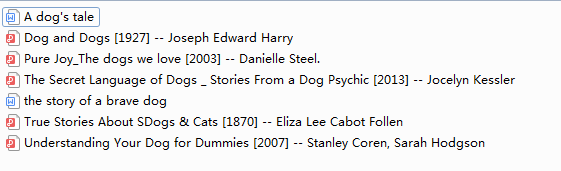 A dog's tale
Dog and Dogs [1927] -- Joseph Edward Harry
Pure Joy_The dogs we love [2003] -- Danielle Steel.
The Secret Language of Dogs _ Stories From a Dog Psychic [2013] -- Jocelyn Kessler
the story of a brave dog
True Stories About SDogs & Cats [1870] -- Eliza Lee Cabot Follen
Understanding Your Dog for Dummies [2007] -- Stanley Coren, Sarah Hodgson